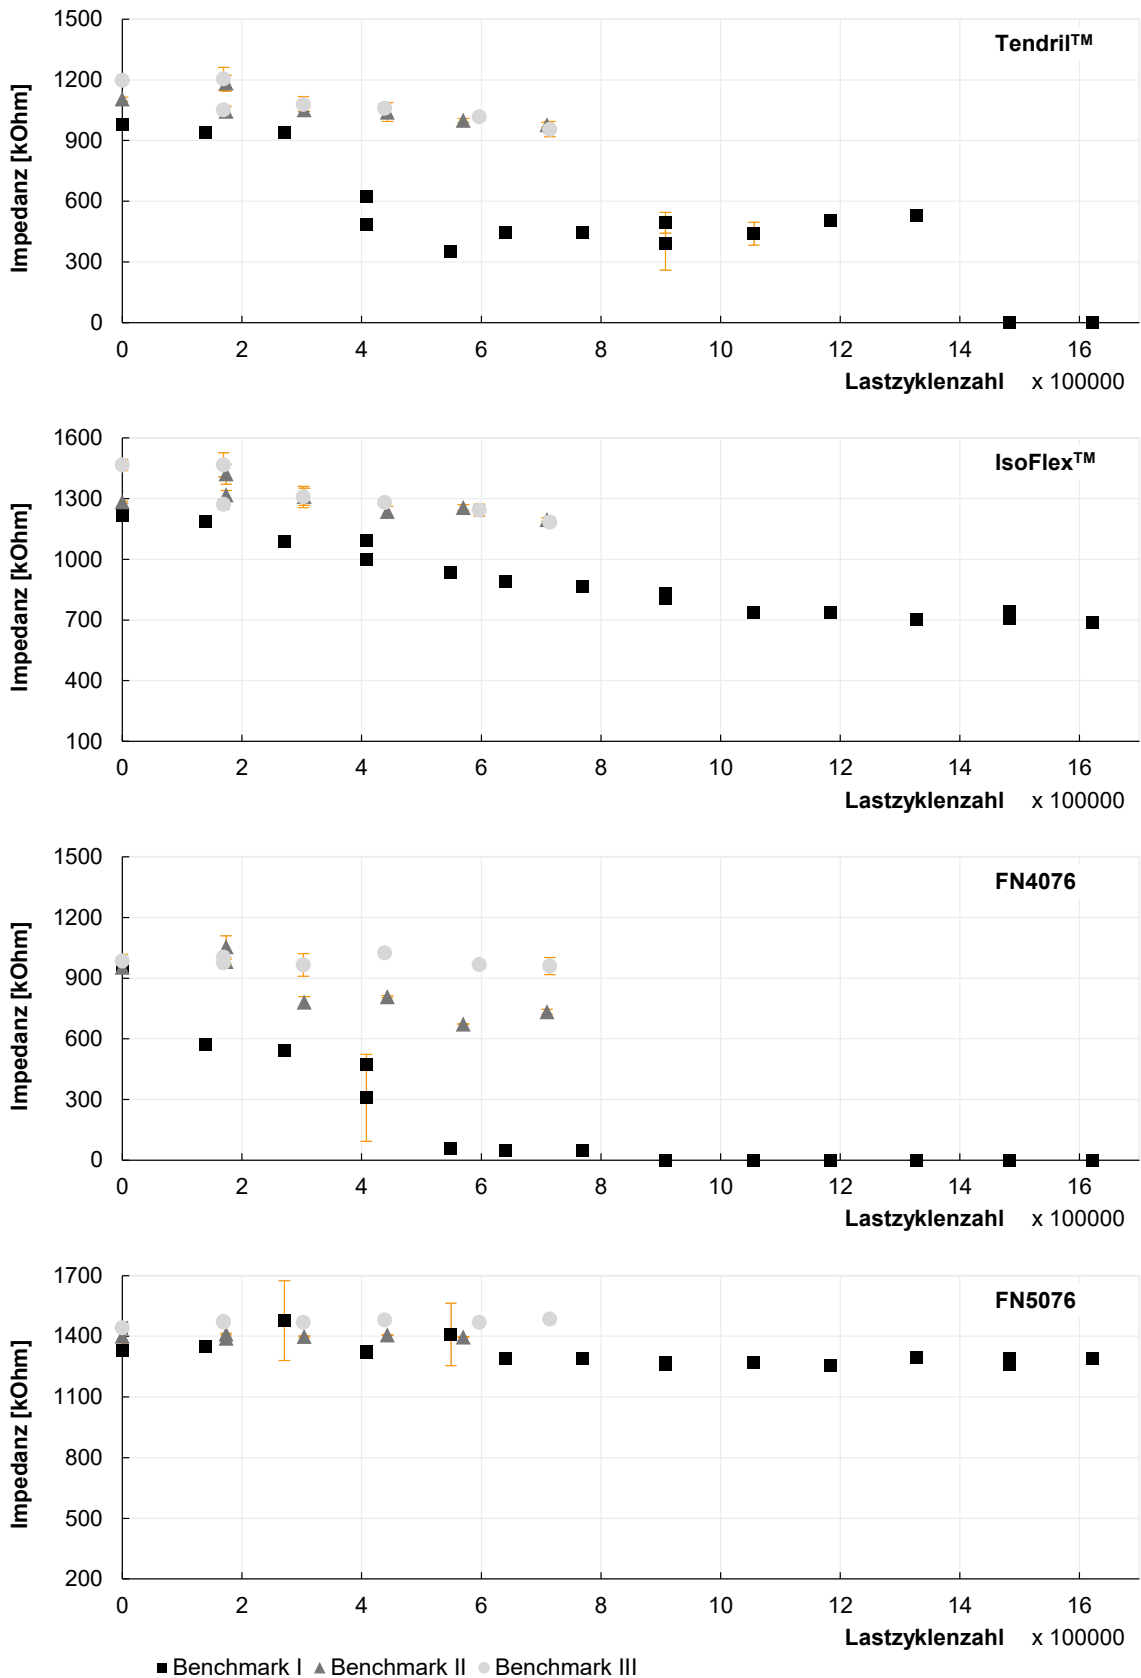 Tendril™
Impedanz [kOhm]
1500
1200
900
600
300
0
0 2 4 6 8 10 12 14 16
Lastzyklenzahl x 100000
IsoFlex™
Impedanz [kOhm]
1600
1300
1000
700
400
100
0 2 4 6 8 10 12 14 16
Lastzyklenzahl x 100000
FN4076
Impedanz [kOhm]
1500
1200
900
600
300
0
0 2 4 6 8 10 12 14 16
Lastzyklenzahl x 100000
FN5076
Impedanz [kOhm]
1700
1400
1100
800
500
200
0 2 4 6 8 10 12 14 16
Lastzyklenzahl x 100000
Benchmark I Benchmark II Benchmark III